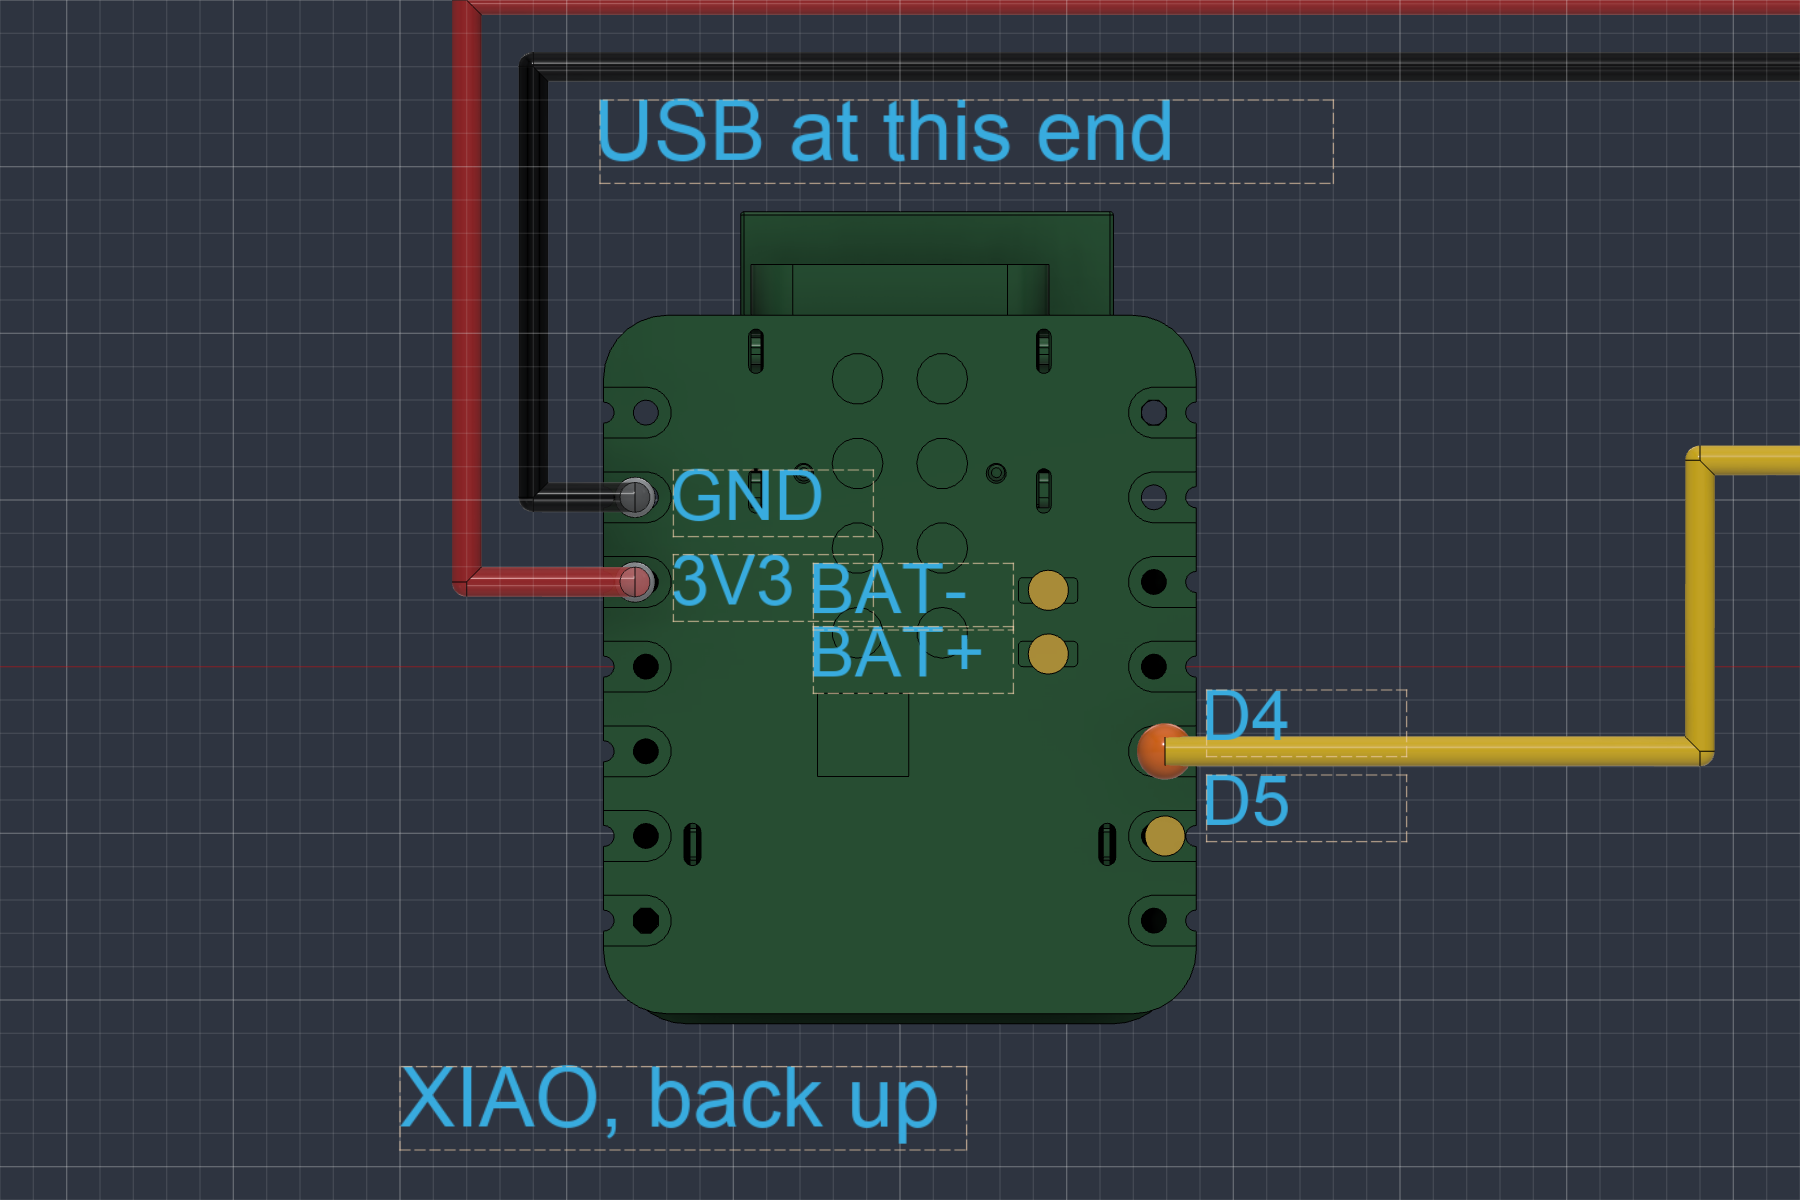 USB at this end
GND
3V3
BAT-
BAT+
D4
D5
XIAO, back up